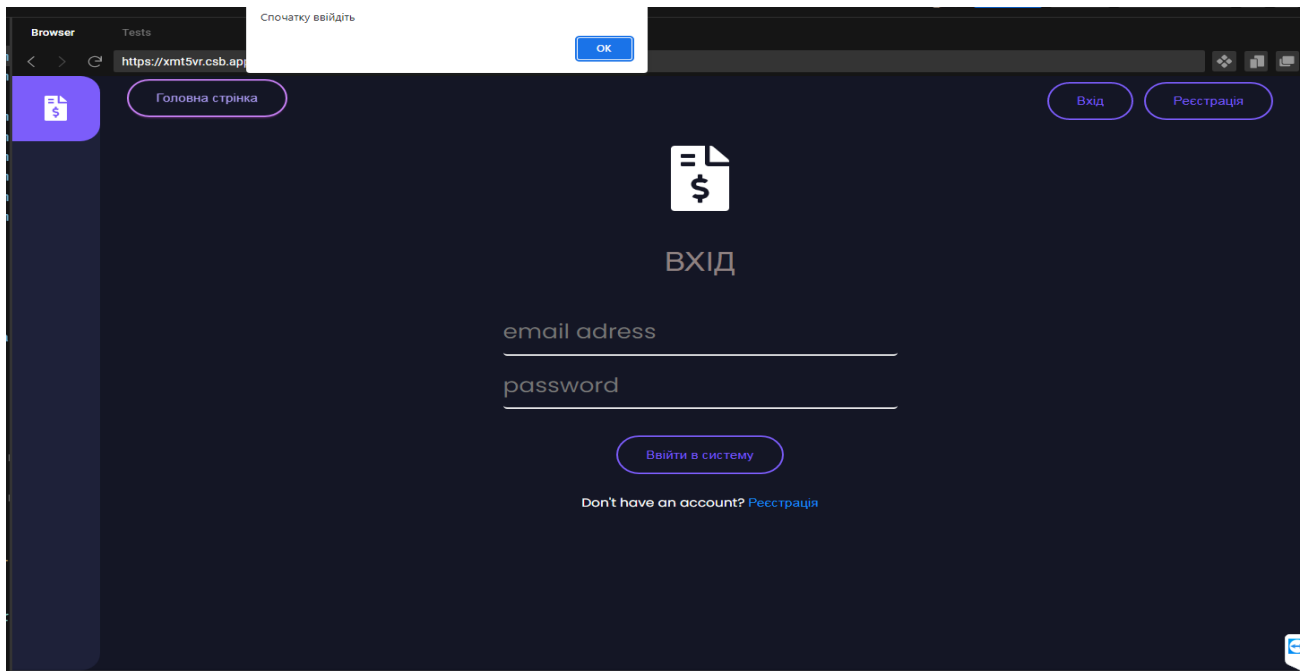 Спочатку ввійдіть
OK
Browser
Tests
https://xmt5vr.csb.app
Головна стрінка
Вхід
Реєстрація
$
$
ВХІД
email adress
password
Ввійти в систему
Don't have an account? Реєстрація